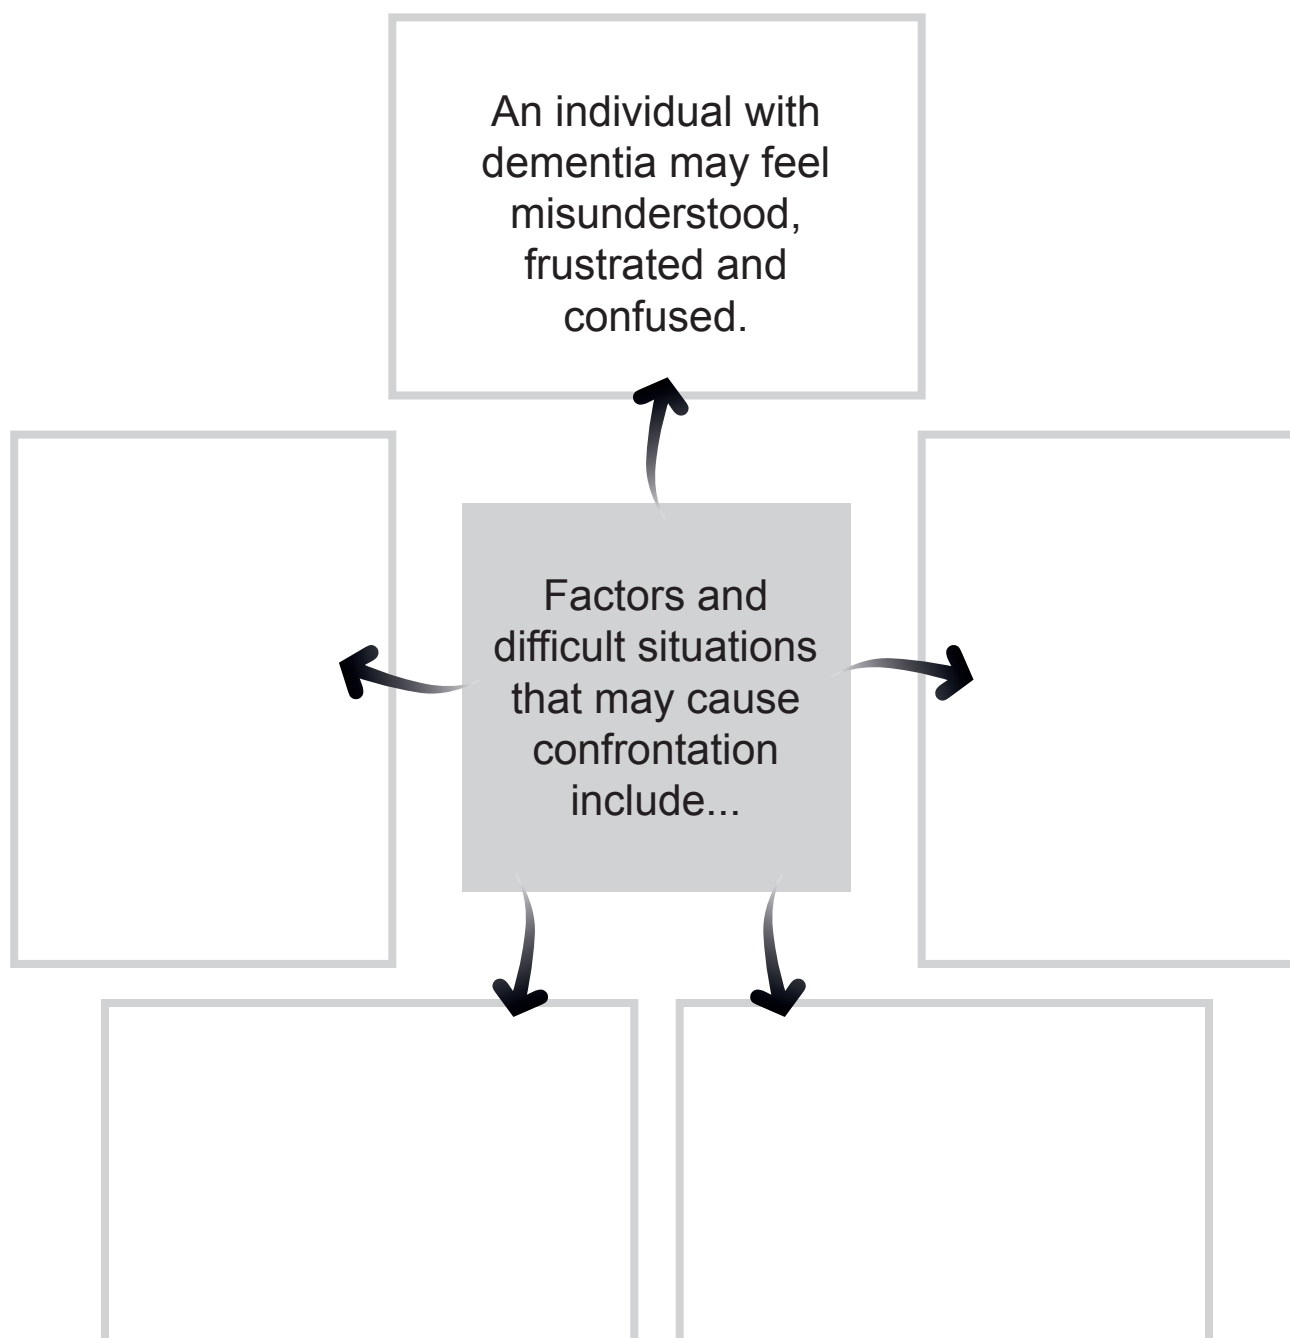 An individual with
dementia may feel
misunderstood,
frustrated and
confused.
Factors and
difficult situations
that may cause
confrontation
include...